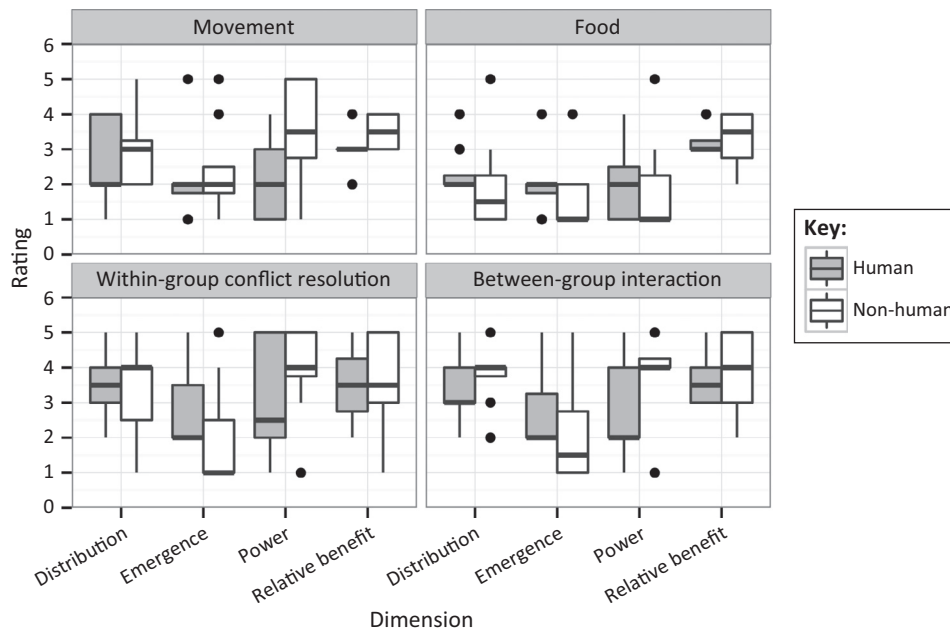 Movement
Food
6
5
4
3
2
1
0
Within-group conflict resolution
Between-group interaction
6
5
4
3
2
1
0
Rating
Distribution
Emergence
Power
Relative benefit
Distribution
Emergence
Power
Relative benefit
Dimension
Key:
Human
Non-human